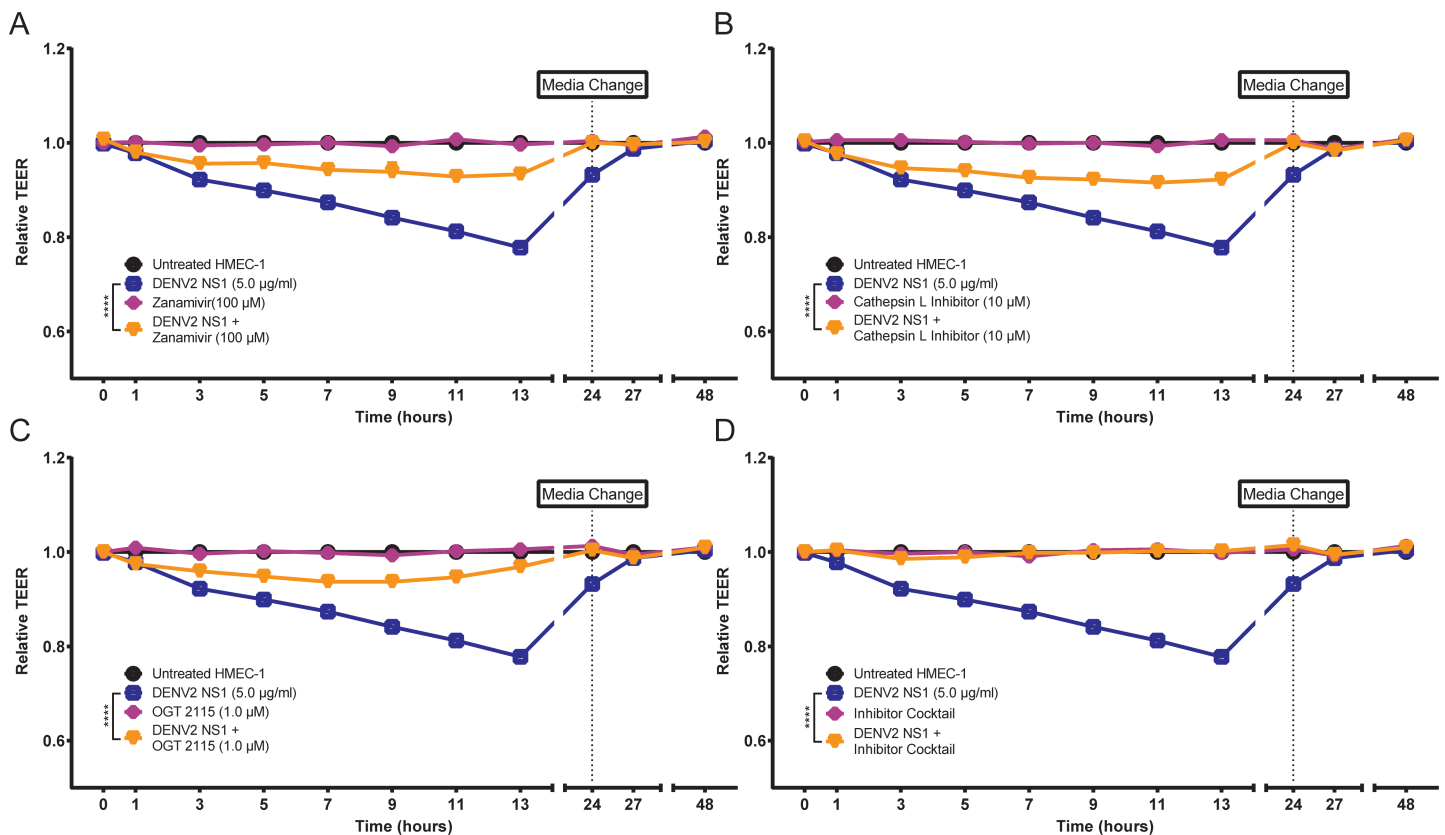 A
1.2
1.0
0.8
0.6
Relative TEER
Media Change
Untreated HMEC-1
DENV2 NS1 (5.0 µg/ml)
Zanamivir(100 µM)
DENV2 NS1 +
Zanamivir (100 µM)
****
0 1 3 5 7 9 11 13 24 27 48
Time (hours)
B
1.2
1.0
0.8
0.6
Relative TEER
Media Change
Untreated HMEC-1
DENV2 NS1 (5.0 µg/ml)
Cathepsin L Inhibitor (10 µM)
DENV2 NS1 +
Cathepsin L Inhibitor (10 µM)
****
0 1 3 5 7 9 11 13 24 27 48
Time (hours)
C
1.2
1.0
0.8
0.6
Relative TEER
Media Change
Untreated HMEC-1
DENV2 NS1 (5.0 µg/ml)
OGT 2115 (1.0 µM)
DENV2 NS1 +
OGT 2115 (1.0 µM)
****
0 1 3 5 7 9 11 13 24 27 48
Time (hours)
D
1.2
1.0
0.8
0.6
Relative TEER
Media Change
Untreated HMEC-1
DENV2 NS1 (5.0 µg/ml)
Inhibitor Cocktail
DENV2 NS1 +
Inhibitor Cocktail
****
0 1 3 5 7 9 11 13 24 27 48
Time (hours)